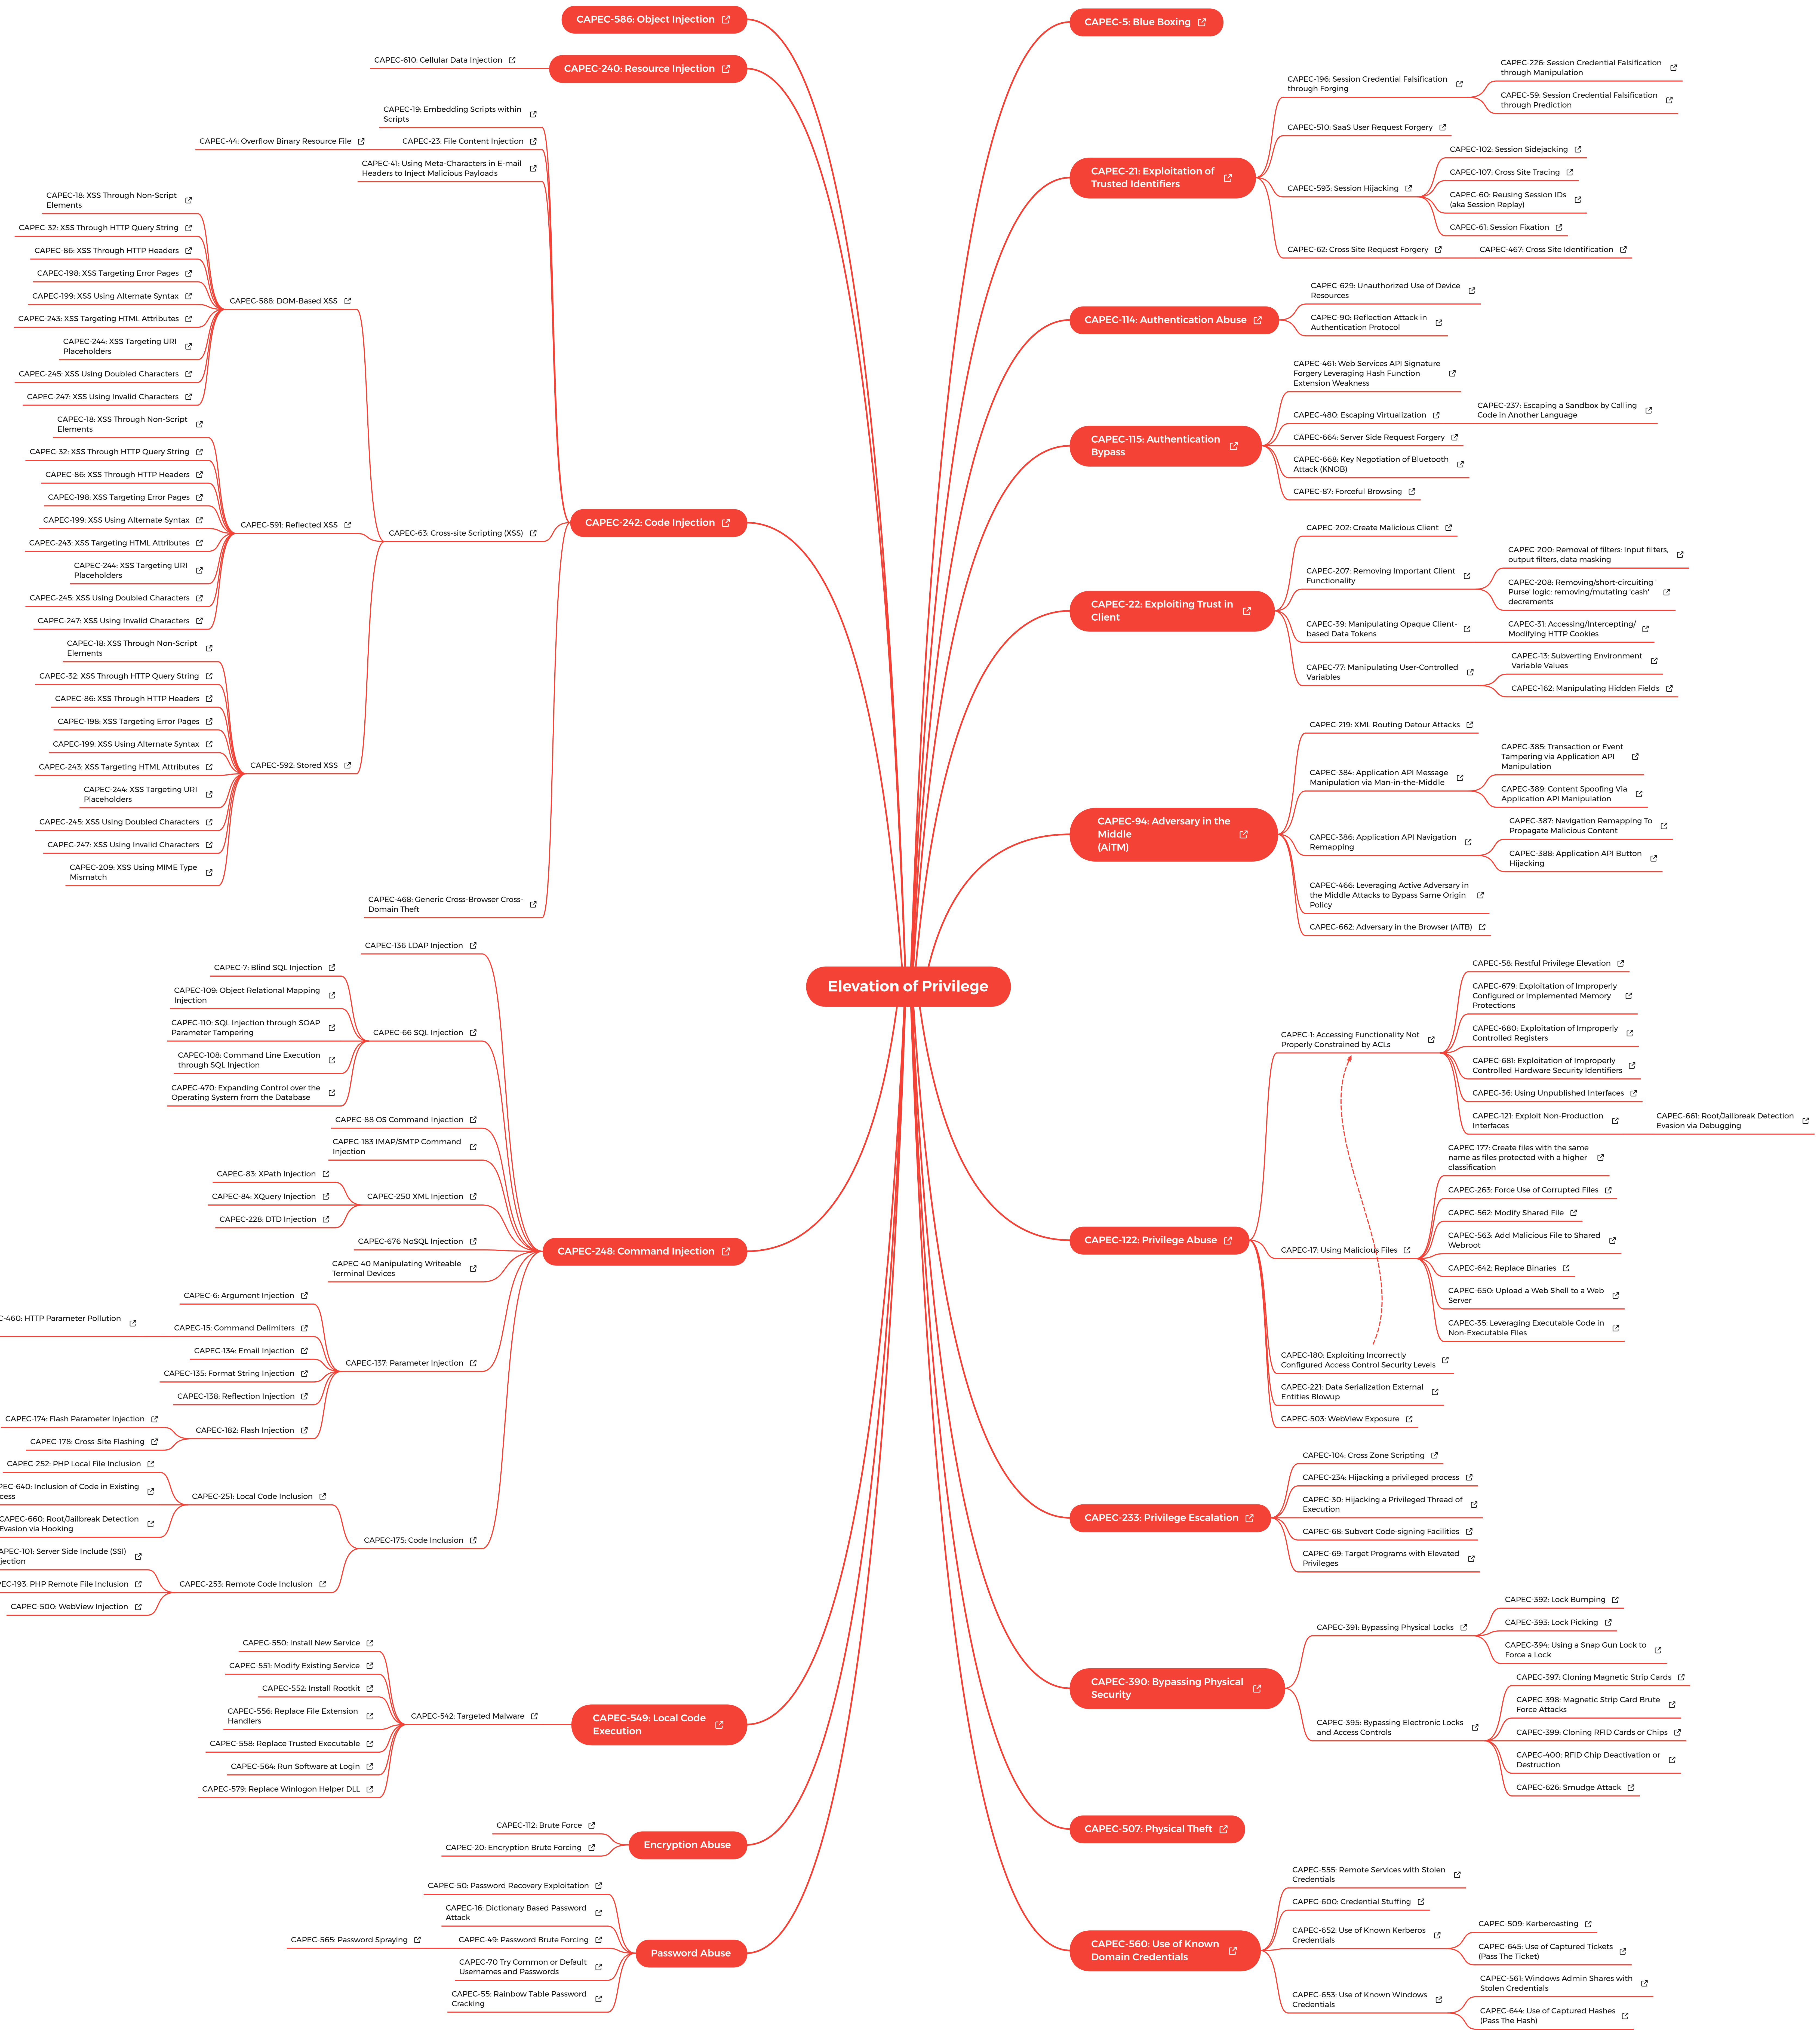 Elevation of Privilege
CAPEC-586: Object Injection
CAPEC-240: Resource Injection
CAPEC-610: Cellular Data Injection
CAPEC-242: Code Injection
CAPEC-19: Embedding Scripts within
Scripts
CAPEC-23: File Content Injection
CAPEC-44: Overflow Binary Resource File
CAPEC-41: Using Meta-Characters in E-mail
Headers to Inject Malicious Payloads
CAPEC-63: Cross-site Scripting (XSS)
CAPEC-588: DOM-Based XSS
CAPEC-18: XSS Through Non-Script
Elements
CAPEC-32: XSS Through HTTP Query String
CAPEC-86: XSS Through HTTP Headers
CAPEC-198: XSS Targeting Error Pages
CAPEC-199: XSS Using Alternate Syntax
CAPEC-243: XSS Targeting HTML Attributes
CAPEC-244: XSS Targeting URI
Placeholders
CAPEC-245: XSS Using Doubled Characters
CAPEC-247: XSS Using Invalid Characters
CAPEC-591: Reflected XSS
CAPEC-18: XSS Through Non-Script
Elements
CAPEC-32: XSS Through HTTP Query String
CAPEC-86: XSS Through HTTP Headers
CAPEC-198: XSS Targeting Error Pages
CAPEC-199: XSS Using Alternate Syntax
CAPEC-243: XSS Targeting HTML Attributes
CAPEC-244: XSS Targeting URI
Placeholders
CAPEC-245: XSS Using Doubled Characters
CAPEC-247: XSS Using Invalid Characters
CAPEC-592: Stored XSS
CAPEC-18: XSS Through Non-Script
Elements
CAPEC-32: XSS Through HTTP Query String
CAPEC-86: XSS Through HTTP Headers
CAPEC-198: XSS Targeting Error Pages
CAPEC-199: XSS Using Alternate Syntax
CAPEC-243: XSS Targeting HTML Attributes
CAPEC-244: XSS Targeting URI
Placeholders
CAPEC-245: XSS Using Doubled Characters
CAPEC-247: XSS Using Invalid Characters
CAPEC-209: XSS Using MIME Type
Mismatch
CAPEC-468: Generic Cross-Browser Cross-
Domain Theft
CAPEC-248: Command Injection
CAPEC-136 LDAP Injection
CAPEC-66 SQL Injection
CAPEC-7: Blind SQL Injection
CAPEC-109: Object Relational Mapping
Injection
CAPEC-110: SQL Injection through SOAP
Parameter Tampering
CAPEC-108: Command Line Execution
through SQL Injection
CAPEC-470: Expanding Control over the
Operating System from the Database
CAPEC-88 OS Command Injection
CAPEC-183 IMAP/SMTP Command
Injection
CAPEC-250 XML Injection
CAPEC-83: XPath Injection
CAPEC-84: XQuery Injection
CAPEC-228: DTD Injection
CAPEC-676 NoSQL Injection
CAPEC-40 Manipulating Writeable
Terminal Devices
CAPEC-137: Parameter Injection
CAPEC-6: Argument Injection
CAPEC-15: Command Delimiters
C-460: HTTP Parameter Pollution
CAPEC-134: Email Injection
CAPEC-135: Format String Injection
CAPEC-138: Reflection Injection
CAPEC-182: Flash Injection
CAPEC-174: Flash Parameter Injection
CAPEC-178: Cross-Site Flashing
CAPEC-175: Code Inclusion
CAPEC-251: Local Code Inclusion
CAPEC-252: PHP Local File Inclusion
PEC-640: Inclusion of Code in Existing
cess
CAPEC-660: Root/Jailbreak Detection
Evasion via Hooking
CAPEC-253: Remote Code Inclusion
APEC-101: Server Side Include (SSI)
jection
PEC-193: PHP Remote File Inclusion
CAPEC-500: WebView Injection
CAPEC-549: Local Code
Execution
CAPEC-542: Targeted Malware
CAPEC-550: Install New Service
CAPEC-551: Modify Existing Service
CAPEC-552: Install Rootkit
CAPEC-556: Replace File Extension
Handlers
CAPEC-558: Replace Trusted Executable
CAPEC-564: Run Software at Login
CAPEC-579: Replace Winlogon Helper DLL
Encryption Abuse
CAPEC-112: Brute Force
CAPEC-20: Encryption Brute Forcing
Password Abuse
CAPEC-50: Password Recovery Exploitation
CAPEC-16: Dictionary Based Password
Attack
CAPEC-49: Password Brute Forcing
CAPEC-565: Password Spraying
CAPEC-70 Try Common or Default
Usernames and Passwords
CAPEC-55: Rainbow Table Password
Cracking
CAPEC-5: Blue Boxing
CAPEC-21: Exploitation of
Trusted Identifiers
CAPEC-196: Session Credential Falsification
through Forging
CAPEC-226: Session Credential Falsification
through Manipulation
CAPEC-59: Session Credential Falsification
through Prediction
CAPEC-510: SaaS User Request Forgery
CAPEC-593: Session Hijacking
CAPEC-102: Session Sidejacking
CAPEC-107: Cross Site Tracing
CAPEC-60: Reusing Session IDs
(aka Session Replay)
CAPEC-61: Session Fixation
CAPEC-62: Cross Site Request Forgery
CAPEC-467: Cross Site Identification
CAPEC-114: Authentication Abuse
CAPEC-629: Unauthorized Use of Device
Resources
CAPEC-90: Reflection Attack in
Authentication Protocol
CAPEC-115: Authentication
Bypass
CAPEC-461: Web Services API Signature
Forgery Leveraging Hash Function
Extension Weakness
CAPEC-480: Escaping Virtualization
CAPEC-237: Escaping a Sandbox by Calling
Code in Another Language
CAPEC-664: Server Side Request Forgery
CAPEC-668: Key Negotiation of Bluetooth
Attack (KNOB)
CAPEC-87: Forceful Browsing
CAPEC-22: Exploiting Trust in
Client
CAPEC-202: Create Malicious Client
CAPEC-207: Removing Important Client
Functionality
CAPEC-200: Removal of filters: Input filters,
output filters, data masking
CAPEC-208: Removing/short-circuiting '
Purse' logic: removing/mutating 'cash'
decrements
CAPEC-39: Manipulating Opaque Client-
based Data Tokens
CAPEC-31: Accessing/Intercepting/
Modifying HTTP Cookies
CAPEC-77: Manipulating User-Controlled
Variables
CAPEC-13: Subverting Environment
Variable Values
CAPEC-162: Manipulating Hidden Fields
CAPEC-94: Adversary in the
Middle
(AiTM)
CAPEC-219: XML Routing Detour Attacks
CAPEC-384: Application API Message
Manipulation via Man-in-the-Middle
CAPEC-385: Transaction or Event
Tampering via Application API
Manipulation
CAPEC-389: Content Spoofing Via
Application API Manipulation
CAPEC-386: Application API Navigation
Remapping
CAPEC-387: Navigation Remapping To
Propagate Malicious Content
CAPEC-388: Application API Button
Hijacking
CAPEC-466: Leveraging Active Adversary in
the Middle Attacks to Bypass Same Origin
Policy
CAPEC-662: Adversary in the Browser (AiTB)
CAPEC-122: Privilege Abuse
CAPEC-1: Accessing Functionality Not
Properly Constrained by ACLs
CAPEC-58: Restful Privilege Elevation
CAPEC-679: Exploitation of Improperly
Configured or Implemented Memory
Protections
CAPEC-680: Exploitation of Improperly
Controlled Registers
CAPEC-681: Exploitation of Improperly
Controlled Hardware Security Identifiers
CAPEC-36: Using Unpublished Interfaces
CAPEC-121: Exploit Non-Production
Interfaces
CAPEC-661: Root/Jailbreak Detection
Evasion via Debugging
CAPEC-17: Using Malicious Files
CAPEC-177: Create files with the same
name as files protected with a higher
classification
CAPEC-263: Force Use of Corrupted Files
CAPEC-562: Modify Shared File
CAPEC-563: Add Malicious File to Shared
Webroot
CAPEC-642: Replace Binaries
CAPEC-650: Upload a Web Shell to a Web
Server
CAPEC-35: Leveraging Executable Code in
Non-Executable Files
CAPEC-180: Exploiting Incorrectly
Configured Access Control Security Levels
CAPEC-221: Data Serialization External
Entities Blowup
CAPEC-503: WebView Exposure
CAPEC-233: Privilege Escalation
CAPEC-104: Cross Zone Scripting
CAPEC-234: Hijacking a privileged process
CAPEC-30: Hijacking a Privileged Thread of
Execution
CAPEC-68: Subvert Code-signing Facilities
CAPEC-69: Target Programs with Elevated
Privileges
CAPEC-390: Bypassing Physical
Security
CAPEC-391: Bypassing Physical Locks
CAPEC-392: Lock Bumping
CAPEC-393: Lock Picking
CAPEC-394: Using a Snap Gun Lock to
Force a Lock
CAPEC-395: Bypassing Electronic Locks
and Access Controls
CAPEC-397: Cloning Magnetic Strip Cards
CAPEC-398: Magnetic Strip Card Brute
Force Attacks
CAPEC-399: Cloning RFID Cards or Chips
CAPEC-400: RFID Chip Deactivation or
Destruction
CAPEC-626: Smudge Attack
CAPEC-507: Physical Theft
CAPEC-560: Use of Known
Domain Credentials
CAPEC-555: Remote Services with Stolen
Credentials
CAPEC-600: Credential Stuffing
CAPEC-652: Use of Known Kerberos
Credentials
CAPEC-509: Kerberoasting
CAPEC-645: Use of Captured Tickets
(Pass The Ticket)
CAPEC-653: Use of Known Windows
Credentials
CAPEC-561: Windows Admin Shares with
Stolen Credentials
CAPEC-644: Use of Captured Hashes
(Pass The Hash)